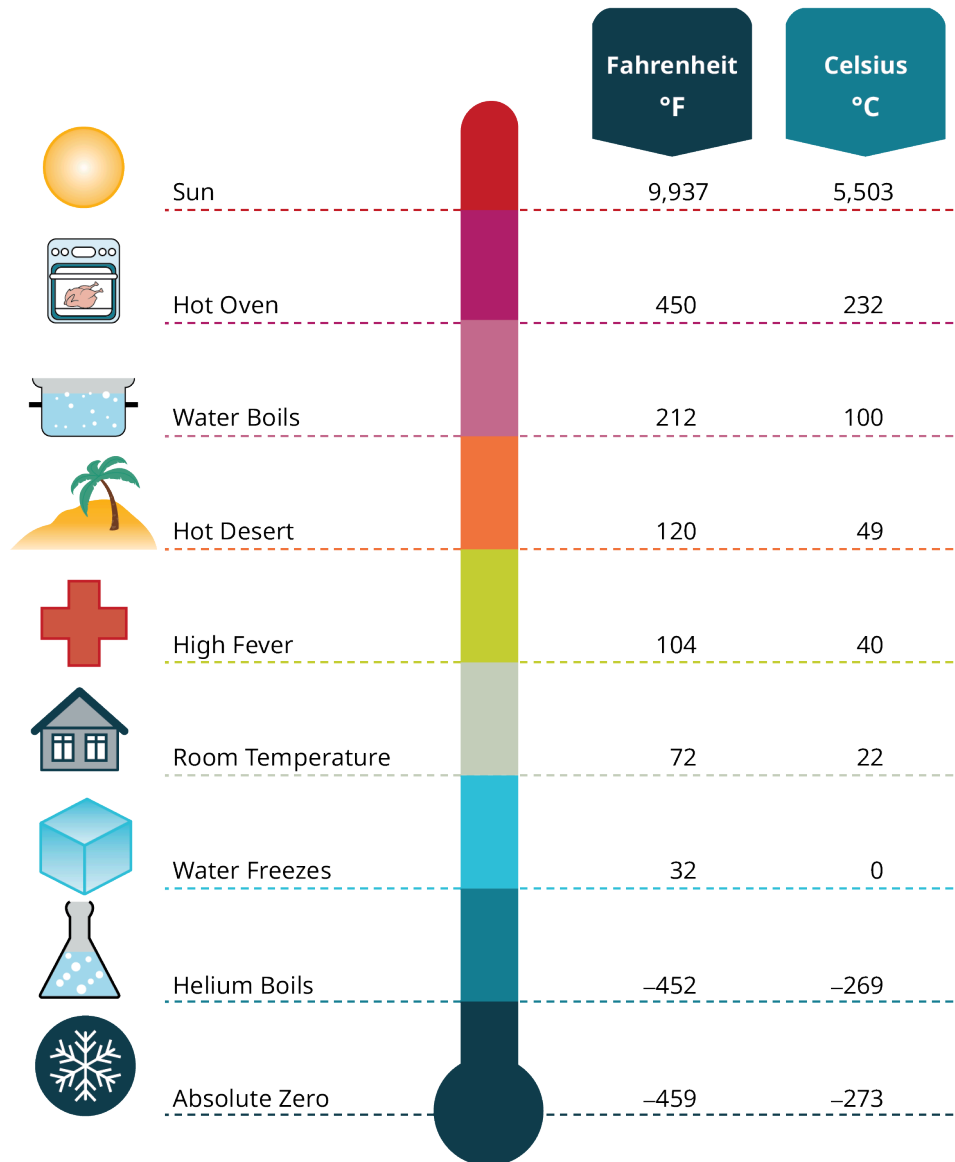 Fahrenheit Celsius
°F °C
Sun 9,937 5,503
Hot Oven 450 232
Water Boils 212 100
Hot Desert 120 49
High Fever 104 40
Room Temperature 72 22
Water Freezes 32 0
Helium Boils –452 –269
Absolute Zero –459 –273